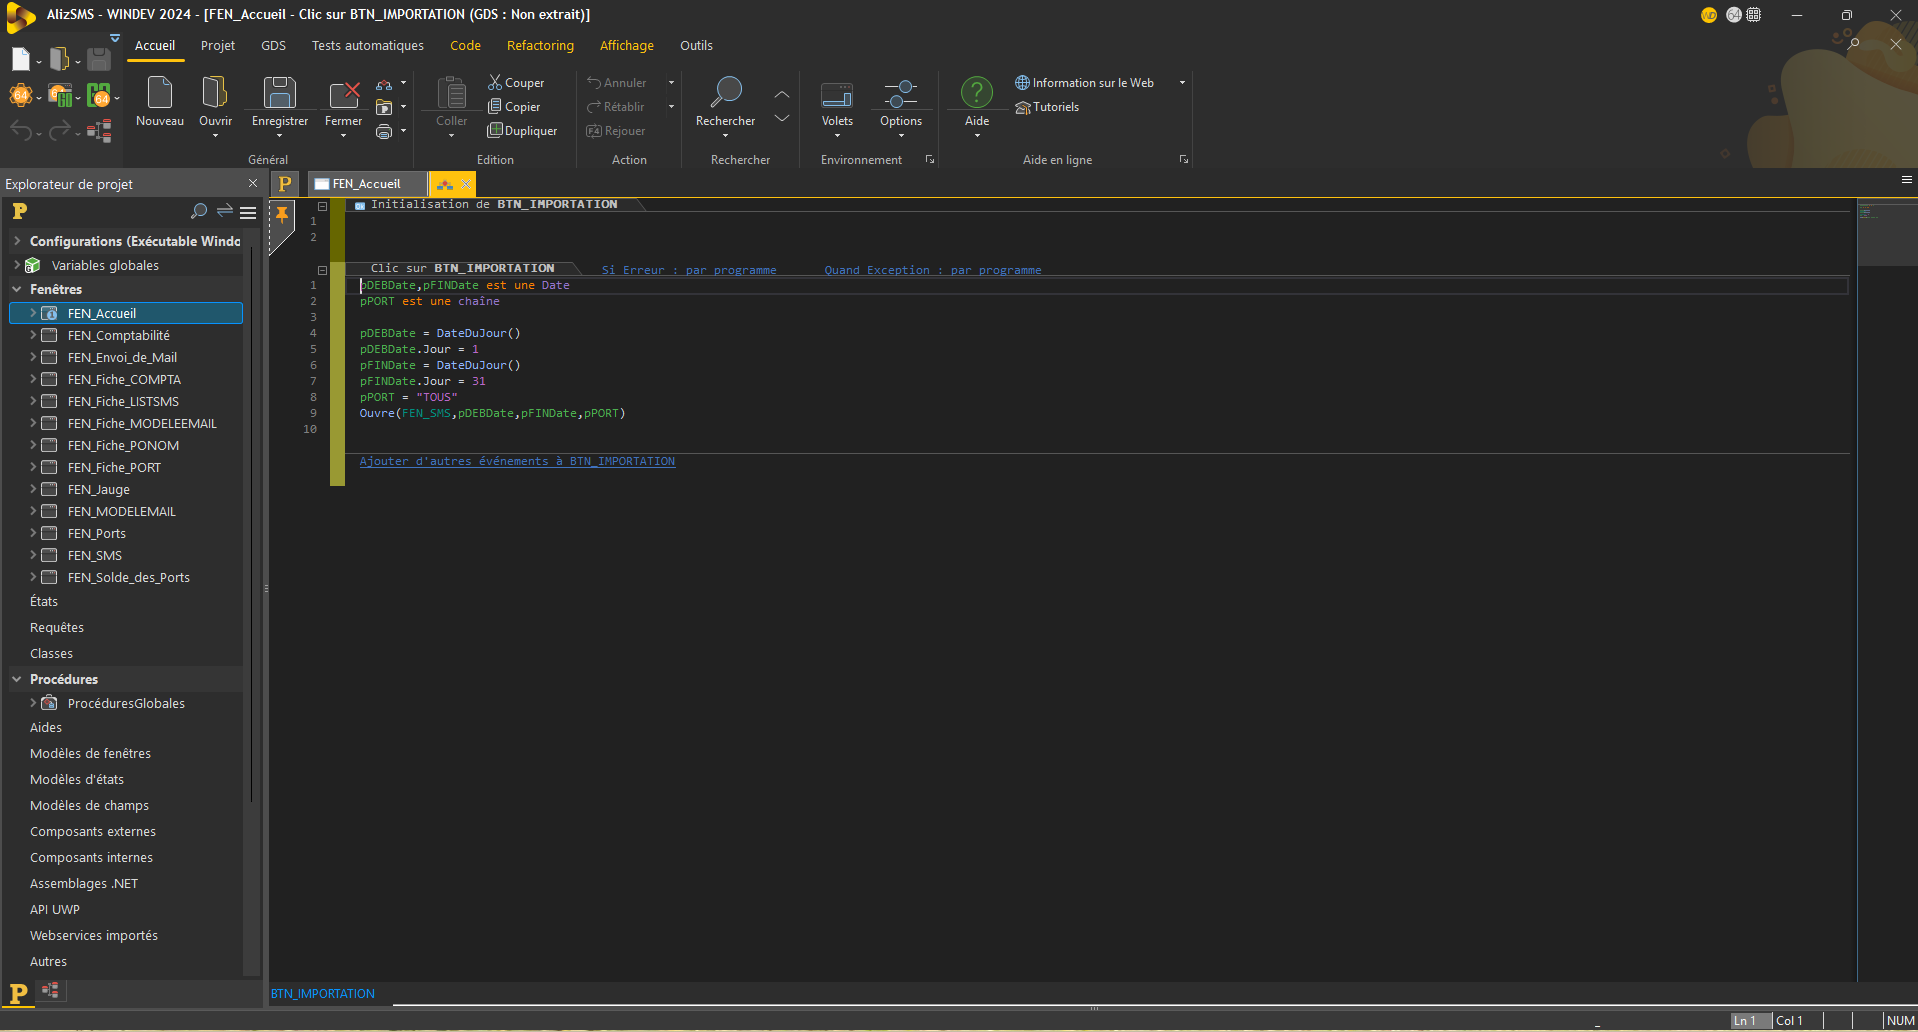 AlizSMS - WINDEV 2024 - [FEN_Accueil - Clic sur BTN_IMPORTATION (GDS : Non extrait)]
WD 64
Accueil Projet GDS Tests automatiques Code Refactoring Affichage Outils
Nouveau Ouvrir Enregistrer Fermer
Général
Coller
Couper
Copier
Dupliquer
Edition
Annuler
Rétablir
Rejouer
Action
Rechercher
Rechercher
Volets Options
Environnement
Aide
Information sur le Web
Tutoriels
Aide en ligne
Explorateur de projet
Configurations (Exécutable Windo
Variables globales
Fenêtres
FEN_Accueil
FEN_Comptabilité
FEN_Envoi_de_Mail
FEN_Fiche_COMPTA
FEN_Fiche_LISTSMS
FEN_Fiche_MODELEEMAIL
FEN_Fiche_PONOM
FEN_Fiche_PORT
FEN_Jauge
FEN_MODELEMAIL
FEN_Ports
FEN_SMS
FEN_Solde_des_Ports
États
Requêtes
Classes
Procédures
ProcéduresGlobales
Aides
Modèles de fenêtres
Modèles d'états
Modèles de champs
Composants externes
Composants internes
Assemblages .NET
API UWP
Webservices importés
Autres
FEN_Accueil
Initialisation de BTN_IMPORTATION
1
2
Clic sur BTN_IMPORTATION Si Erreur : par programme Quand Exception : par programme
1 pDEBDate,pFINDate est une Date
2 pPORT est une chaîne
3
4 pDEBDate = DateDuJour()
5 pDEBDate.Jour = 1
6 pFINDate = DateDuJour()
7 pFINDate.Jour = 31
8 pPORT = "TOUS"
9 Ouvre(FEN_SMS,pDEBDate,pFINDate,pPORT)
10
Ajouter d'autres événements à BTN_IMPORTATION
BTN_IMPORTATION
Ln 1 Col 1 NUM